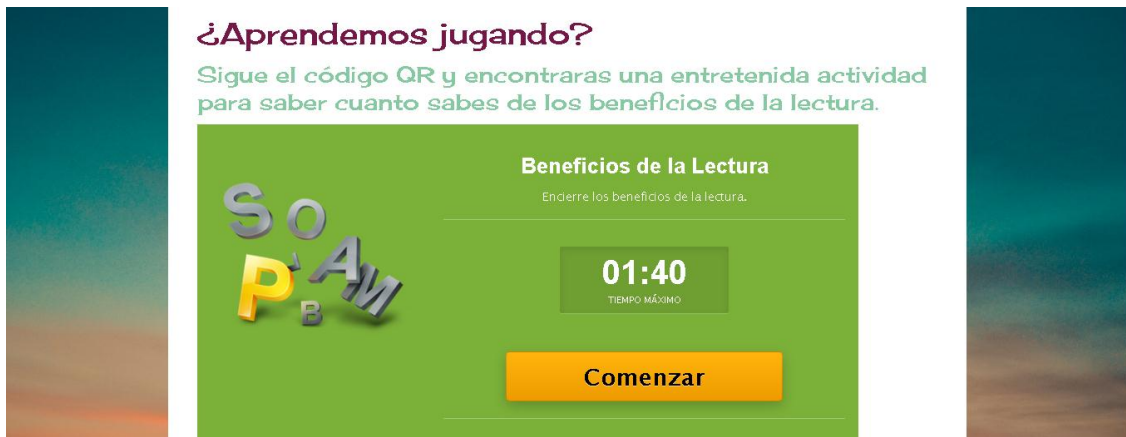 ¿Aprendemos jugando?
Sigue el código QR y encontraras una entretenida actividad
para saber cuanto sabes de los beneficios de la lectura.
Beneficios de la Lectura
Encierre los beneficios de la lectura.
S O
A M
P
B
01:40
TIEMPO MÁXIMO
Comenzar